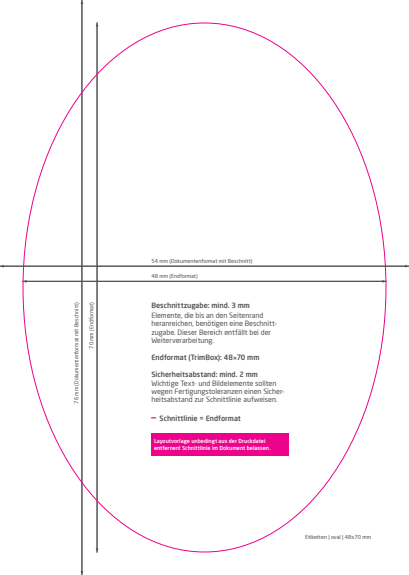 54 mm (Dokumentenformat mit Beschnitt)
48 mm (Endformat)
76 mm (Dokumentenformat mit Beschnitt)
70 mm (Endformat)
Beschnittzugabe: mind. 3 mm
Elemente, die bis an den Seitenrand
heranreichen, benötigen eine Beschnitt-
zugabe. Dieser Bereich entfällt bei der
Weiterverarbeitung.
Endformat (TrimBox): 48×70 mm
Sicherheitsabstand: mind. 2 mm
Wichtige Text- und Bildelemente sollten
wegen Fertigungstoleranzen einen Sicher-
heitsabstand zur Schnittlinie aufweisen.
Schnittlinie = Endformat
Layoutvorlage unbedingt aus der Druckdatei
entfernen! Schnittlinie im Dokument belassen.
Etiketten | oval | 48x70 mm